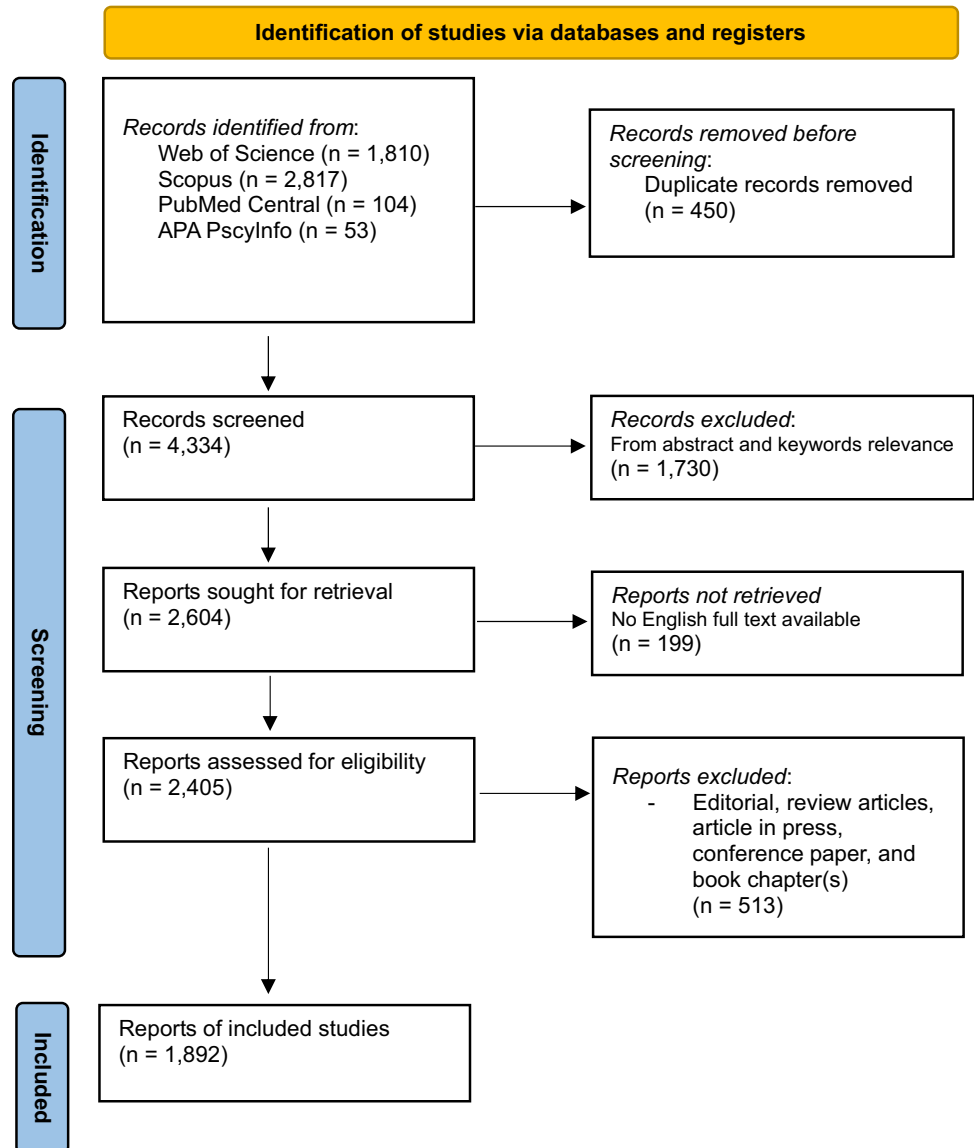 Identification of studies via databases and registers
Identification
Records identified from:
Web of Science (n = 1,810)
Scopus (n = 2,817)
PubMed Central (n = 104)
APA PscyInfo (n = 53)
Records removed before
screening:
Duplicate records removed
(n = 450)
Screening
Records screened
(n = 4,334)
Records excluded:
From abstract and keywords relevance
(n = 1,730)
Reports sought for retrieval
(n = 2,604)
Reports not retrieved
No English full text available
(n = 199)
Reports assessed for eligibility
(n = 2,405)
Reports excluded:
- Editorial, review articles,
article in press,
conference paper, and
book chapter(s)
(n = 513)
Included
Reports of included studies
(n = 1,892)